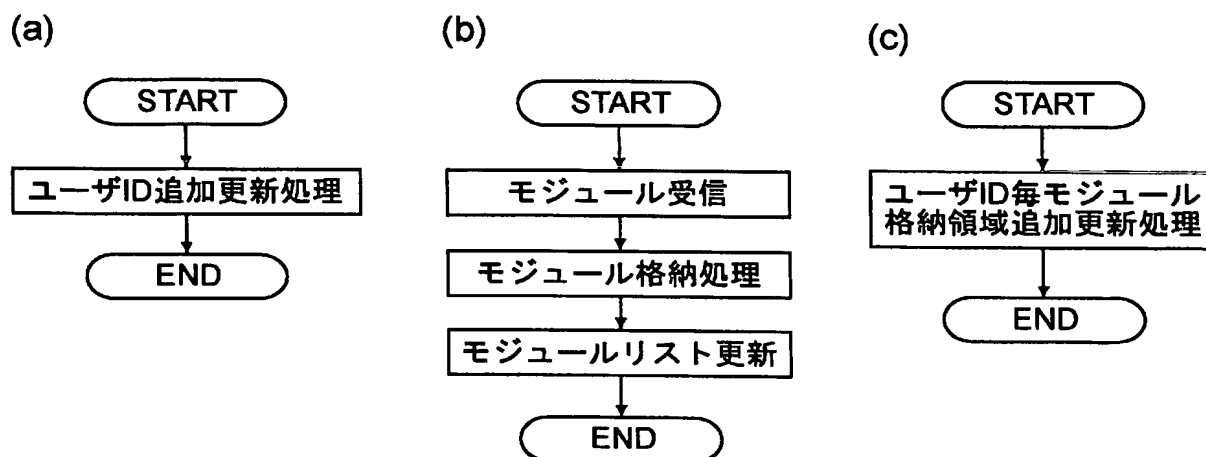 (a)
START
ユーザID追加更新処理
END
(b)
START
モジュール受信
モジュール格納処理
モジュールリスト更新
END
(c)
START
ユーザID毎モジュール
格納領域追加更新処理
END